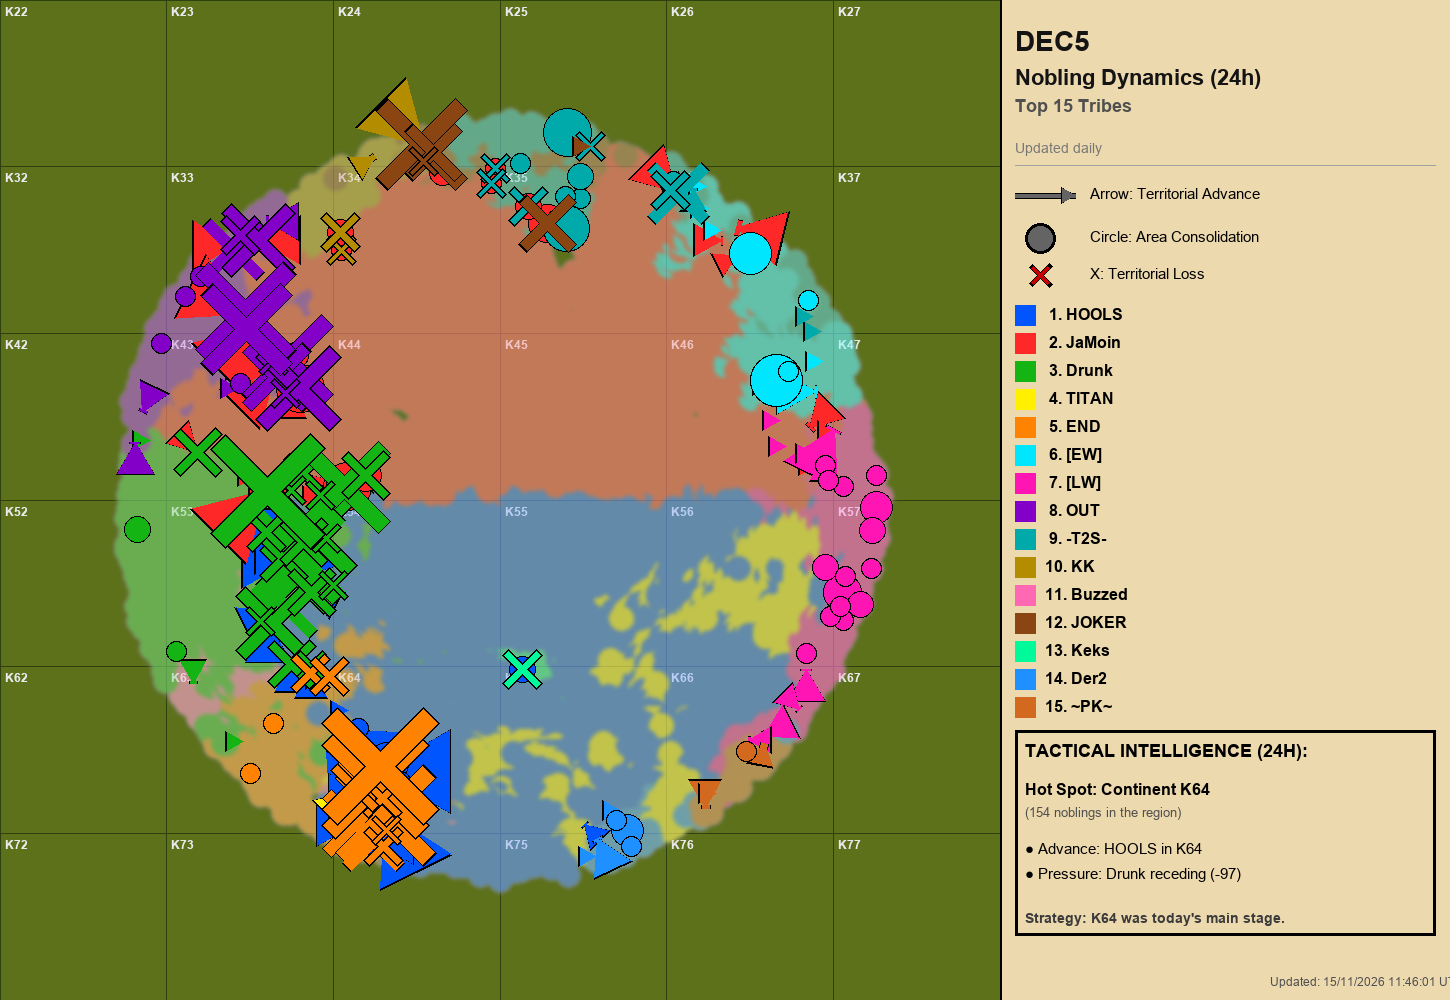 K22 K23 K24 K25 K26 K27
K32 K33 K34 K35 K37
K42 K43 K44 K45 K46 K47
K52 K53 K55 K56 K57
K62 K64 K66 K67
K72 K73 K75 K76 K77
DEC5
Nobling Dynamics (24h)
Top 15 Tribes
Updated daily
Arrow: Territorial Advance
Circle: Area Consolidation
X: Territorial Loss
1. HOOLS
2. JaMoin
3. Drunk
4. TITAN
5. END
6. [EW]
7. [LW]
8. OUT
9. -T2S-
10. KK
11. Buzzed
12. JOKER
13. Keks
14. Der2
15. ~PK~
TACTICAL INTELLIGENCE (24H):
Hot Spot: Continent K64
(154 noblings in the region)
● Advance: HOOLS in K64
● Pressure: Drunk receding (-97)
Strategy: K64 was today's main stage.
Updated: 15/11/2026 11:46:01 U